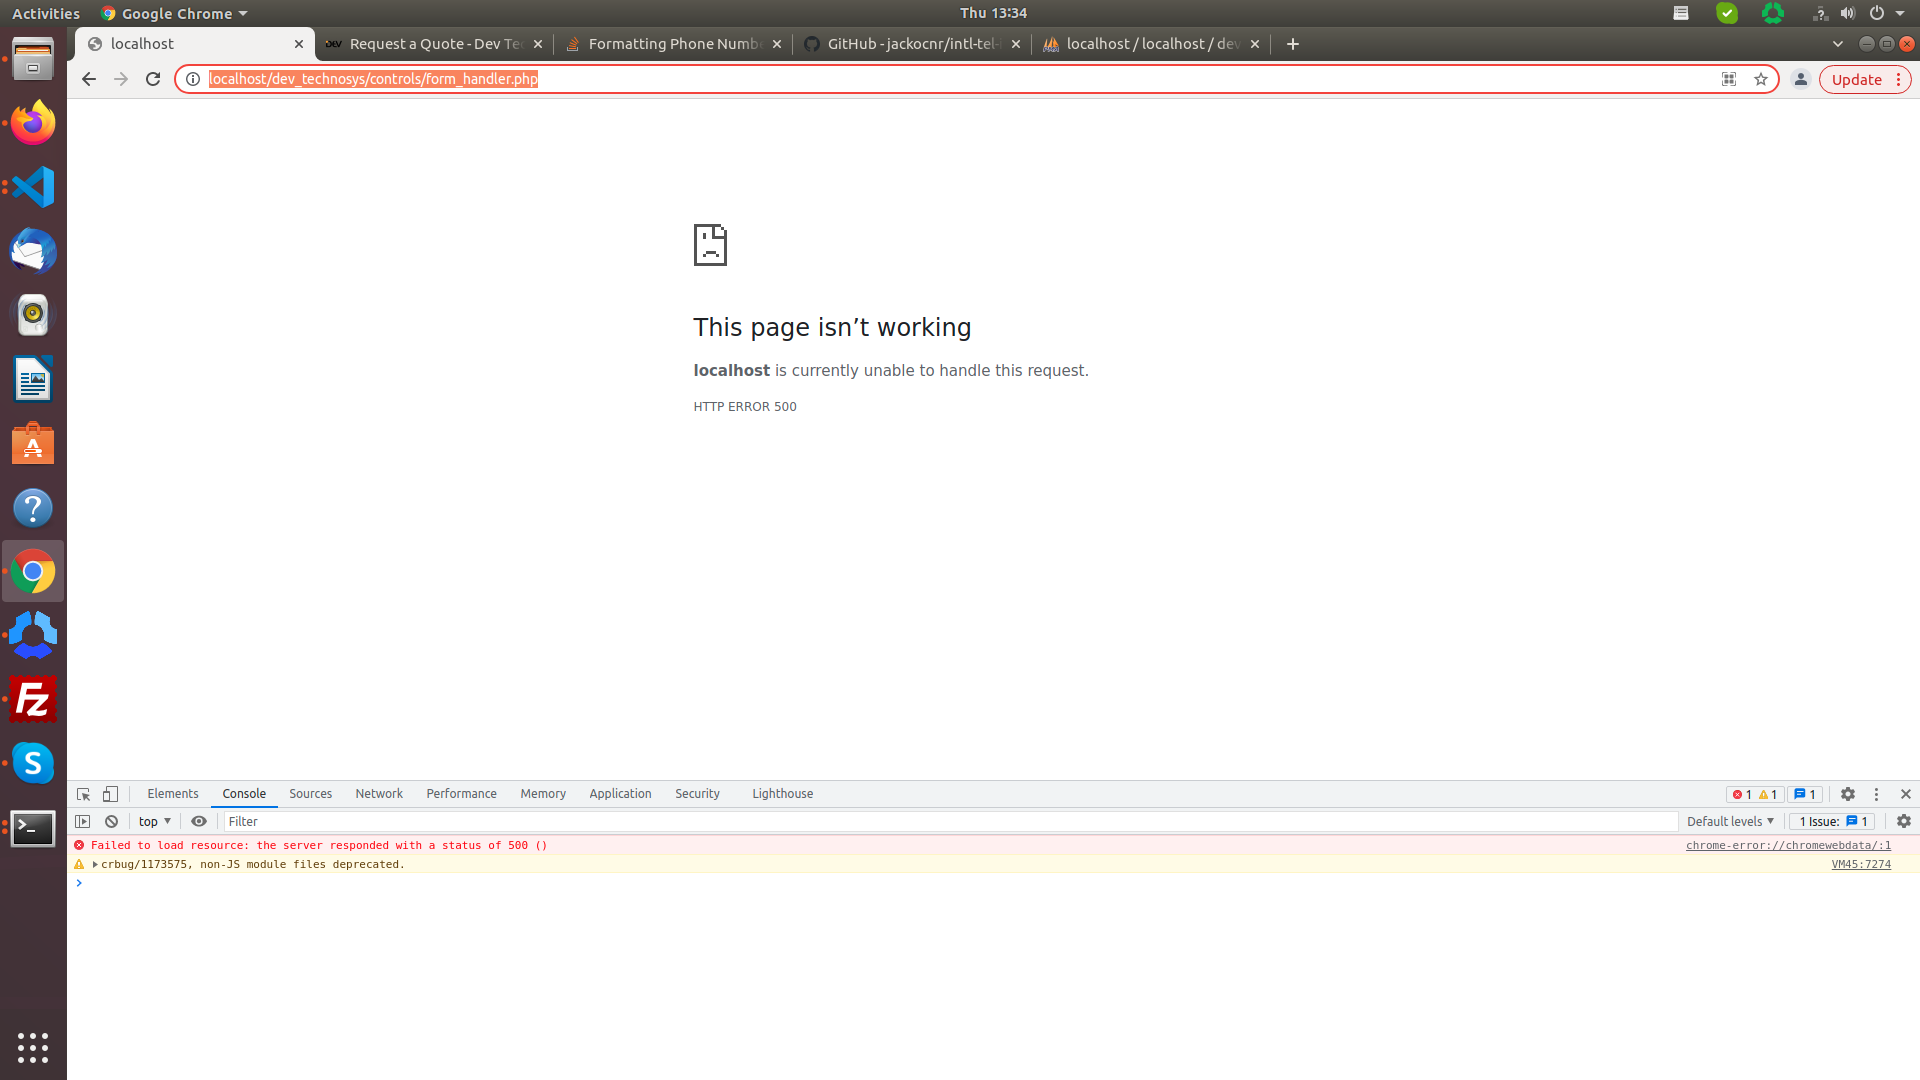 Activities
Google Chrome
Thu 13:34
localhost
Request a Quote - Dev Tec
Formatting Phone Numbe
GitHub - jackocnr/intl-tel-
localhost / localhost / dev
localhost/dev_technosys/controls/form_handler.php
Update
This page isn’t working
localhost is currently unable to handle this request.
HTTP ERROR 500
Elements
Console
Sources
Network
Performance
Memory
Application
Security
Lighthouse
1
1
1
top
Filter
Default levels
1 Issue:
1
Failed to load resource: the server responded with a status of 500 ()
chrome-error://chromewebdata/:1
crbug/1173575, non-JS module files deprecated.
VM45:7274